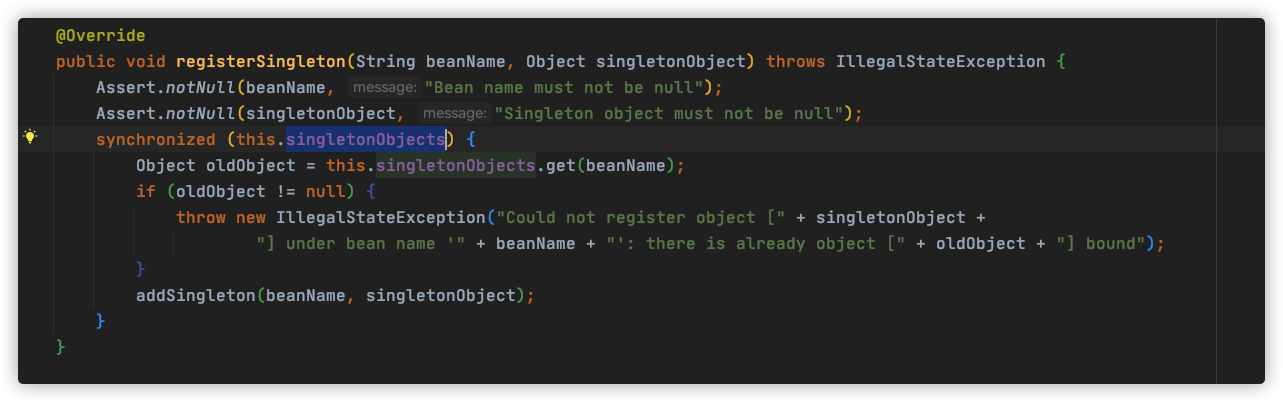 @Override
public void registerSingleton(String beanName, Object singletonObject) throws IllegalStateException {
    Assert.notNull(beanName, message: "Bean name must not be null");
    Assert.notNull(singletonObject, message: "Singleton object must not be null");
    synchronized (this.singletonObjects) {
        Object oldObject = this.singletonObjects.get(beanName);
        if (oldObject != null) {
            throw new IllegalStateException("Could not register object [" + singletonObject +
                    "] under bean name '" + beanName + "': there is already object [" + oldObject + "] bound");
        }
        addSingleton(beanName, singletonObject);
    }
}